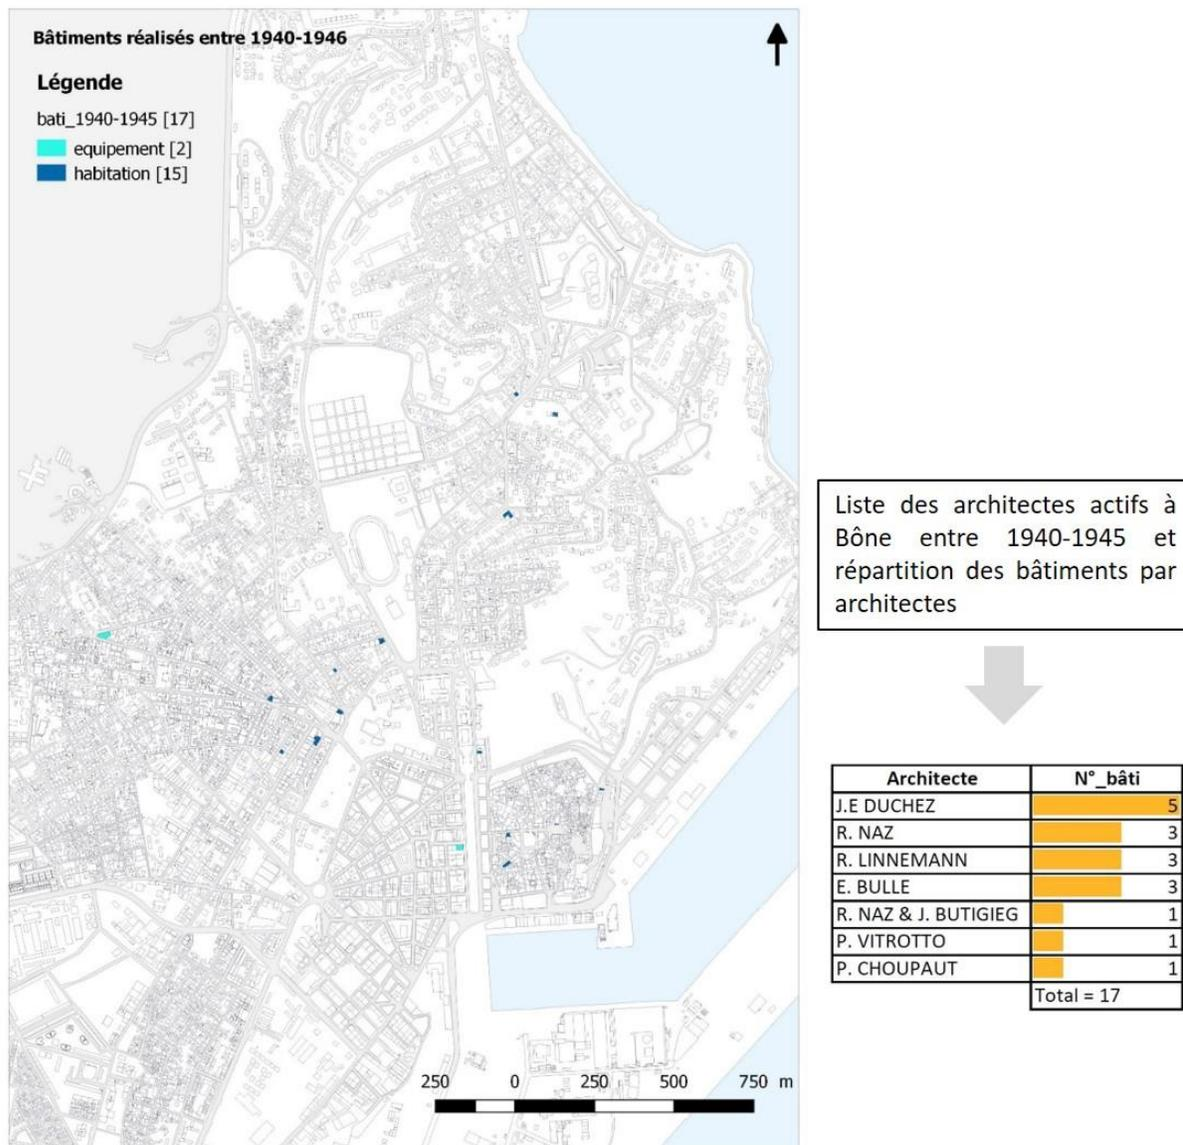 Bâtiments réalisés entre 1940-1946
Légende
bati_1940-1945 [17]
equipement [2]
habitation [15]
250 0 250 500 750 m
Liste des architectes actifs à
Bône entre 1940-1945 et
répartition des bâtiments par
architectes
Architecte N°_bâti
J.E DUCHEZ 5
R. NAZ 3
R. LINNEMANN 3
E. BULLE 3
R. NAZ & J. BUTIGIEG 1
P. VITROTTO 1
P. CHOUPAUT 1
Total = 17